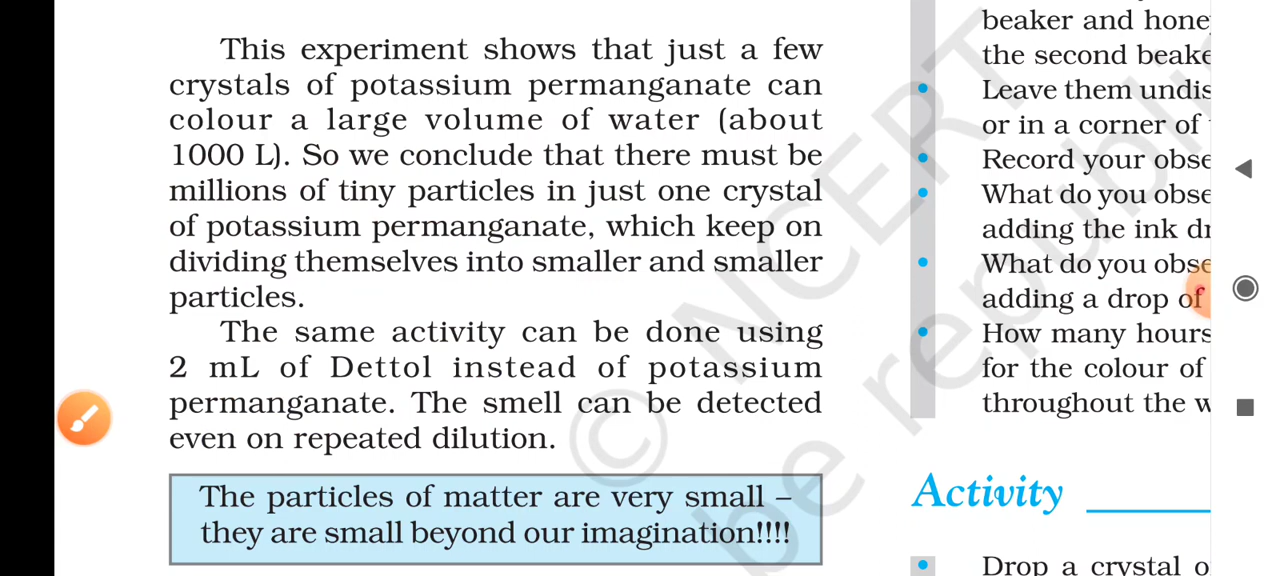 This experiment shows that just a few
crystals of potassium permanganate can
colour a large volume of water (about
1000 L). So we conclude that there must be
millions of tiny particles in just one crystal
of potassium permanganate, which keep on
dividing themselves into smaller and smaller
particles.
The same activity can be done using
2 mL of Dettol instead of potassium
permanganate. The smell can be detected
even on repeated dilution.
The particles of matter are very small –
they are small beyond our imagination!!!!
beaker and
the second
Leave them
or in a corner of
Record your
What do you
adding the ink
What do you
adding a drop of
How many hours
for the colour of
throughout the
Activity
Drop a crystal
© NCERT
be republi